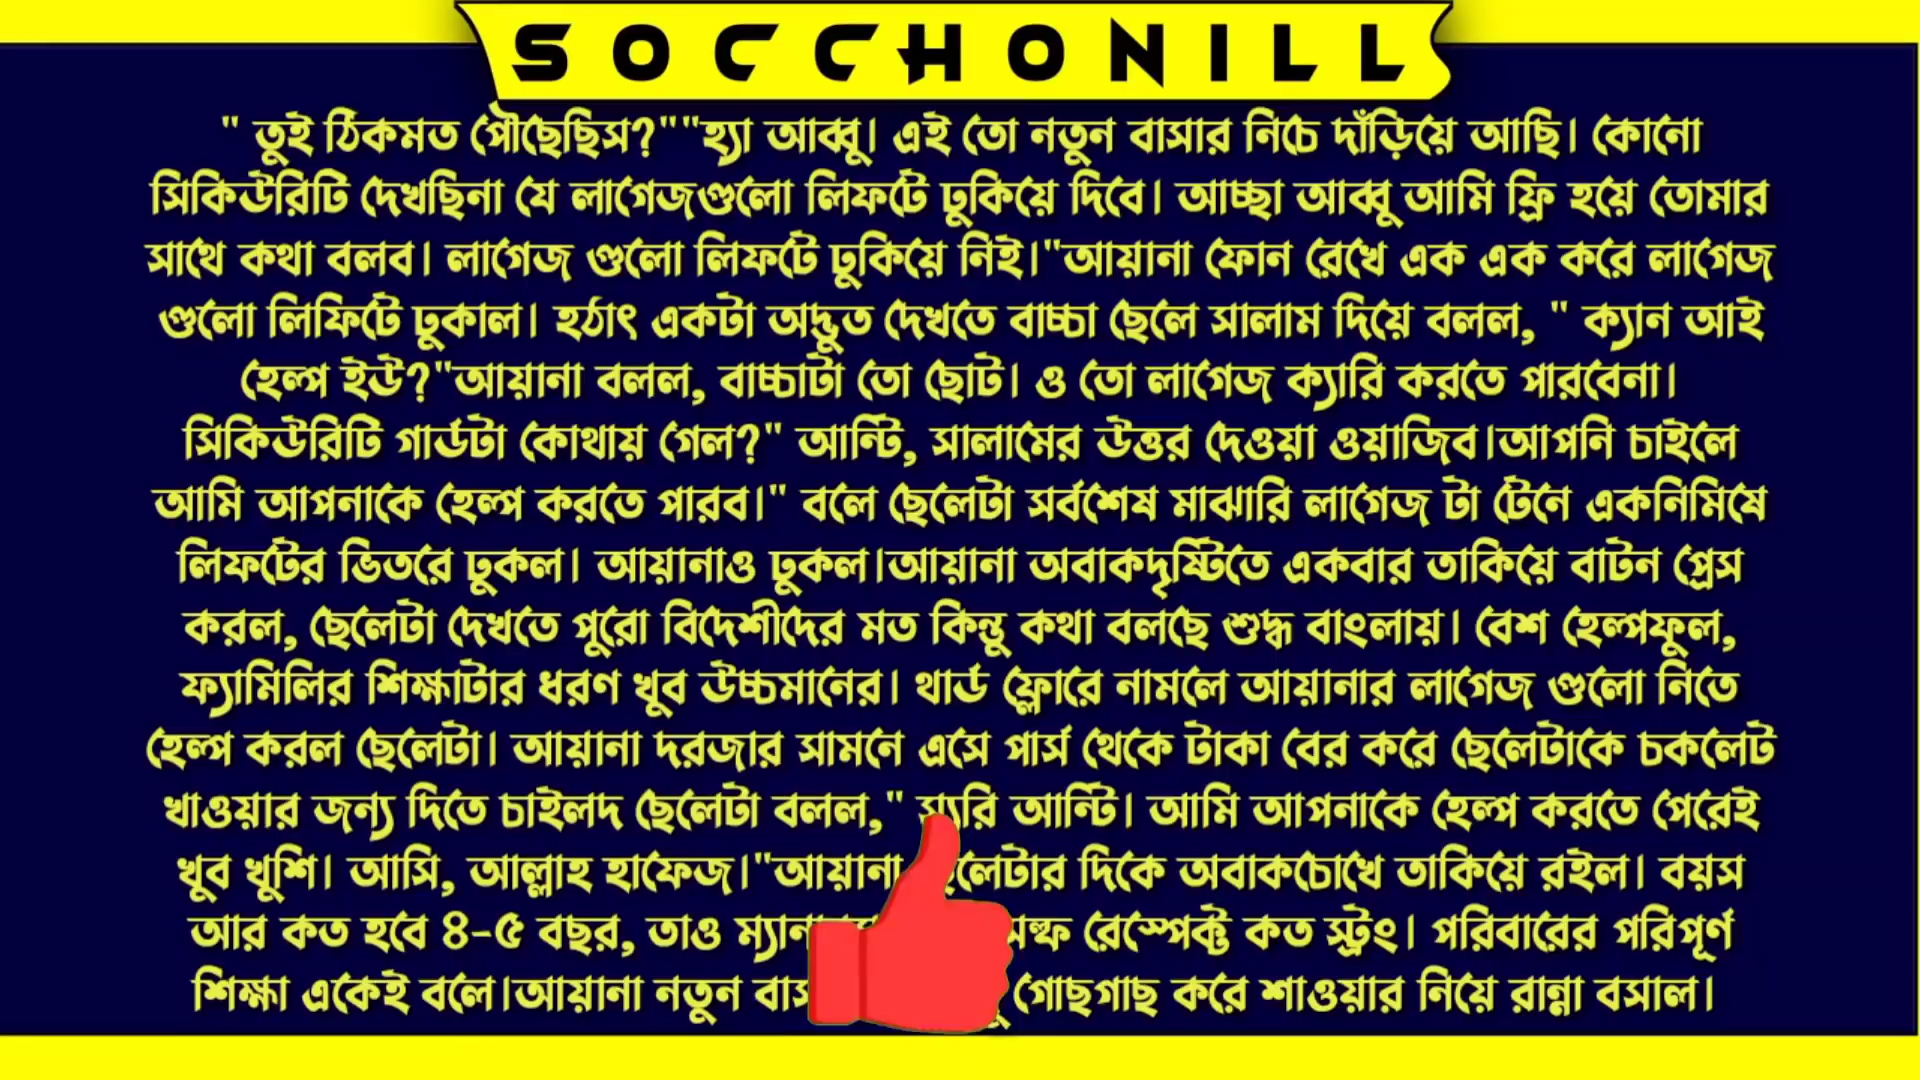 SOCCHONILL
" তুই ঠিকমত পৌছেছিস?""হ্যা আব্বু। এই তো নতুন বাসার নিচে দাঁড়িয়ে আছি। কোনো
সিকিউরিটি দেখছিনা যে লাগেজগুলো লিফটে ঢুকিয়ে দিবে। আচ্ছা আব্বু আমি ফ্রি হয়ে তোমার
সাথে কথা বলব। লাগেজ গুলো লিফটে ঢুকিয়ে নিই।"আয়ানা ফোন রেখে এক এক করে লাগেজ
গুলো লিফিটে ঢুকাল। হঠাৎ একটা অদ্ভুত দেখতে বাচ্চা ছেলে সালাম দিয়ে বলল, " ক্যান আই
হেল্প ইউ?"আয়ানা বলল, বাচ্চাটা তো ছোট। ও তো লাগেজ ক্যারি করতে পারবেনা।
সিকিউরিটি গার্ডটা কোথায় গেল?" আন্টি, সালামের উত্তর দেওয়া ওয়াজিব।আপনি চাইলে
আমি আপনাকে হেল্প করতে পারব।" বলে ছেলেটা সর্বশেষ মাঝারি লাগেজ টা টেনে একনিমিষে
লিফটের ভিতরে ঢুকল। আয়ানাও ঢুকল।আয়ানা অবাকদৃষ্টিতে একবার তাকিয়ে বাটন প্রেস
করল, ছেলেটা দেখতে পুরো বিদেশীদের মত কিন্তু কথা বলছে শুদ্ধ বাংলায়। বেশ হেল্পফুল,
ফ্যামিলির শিক্ষাটার ধরণ খুব উচ্চমানের। থার্ড ফ্লোরে নামলে আয়ানার লাগেজ গুলো নিতে
হেল্প করল ছেলেটা। আয়ানা দরজার সামনে এসে পার্স থেকে টাকা বের করে ছেলেটাকে চকলেট
খাওয়ার জন্য দিতে চাইলদ ছেলেটা বলল," স্যরি আন্টি। আমি আপনাকে হেল্প করতে পেরেই
খুব খুশি। আসি, আল্লাহ হাফেজ।"আয়ানা দিকে অবাকচোখে তাকিয়ে রইল। বয়স
আর কত হবে ৪-৫ বছর, তাও রেস্পেক্ট কত স্ট্রং। পরিবারের পরিপূর্ণ
শিক্ষা একেই বলে।আয়ানা নতুন গোছগাছ করে শাওয়ার নিয়ে রান্না বসাল।